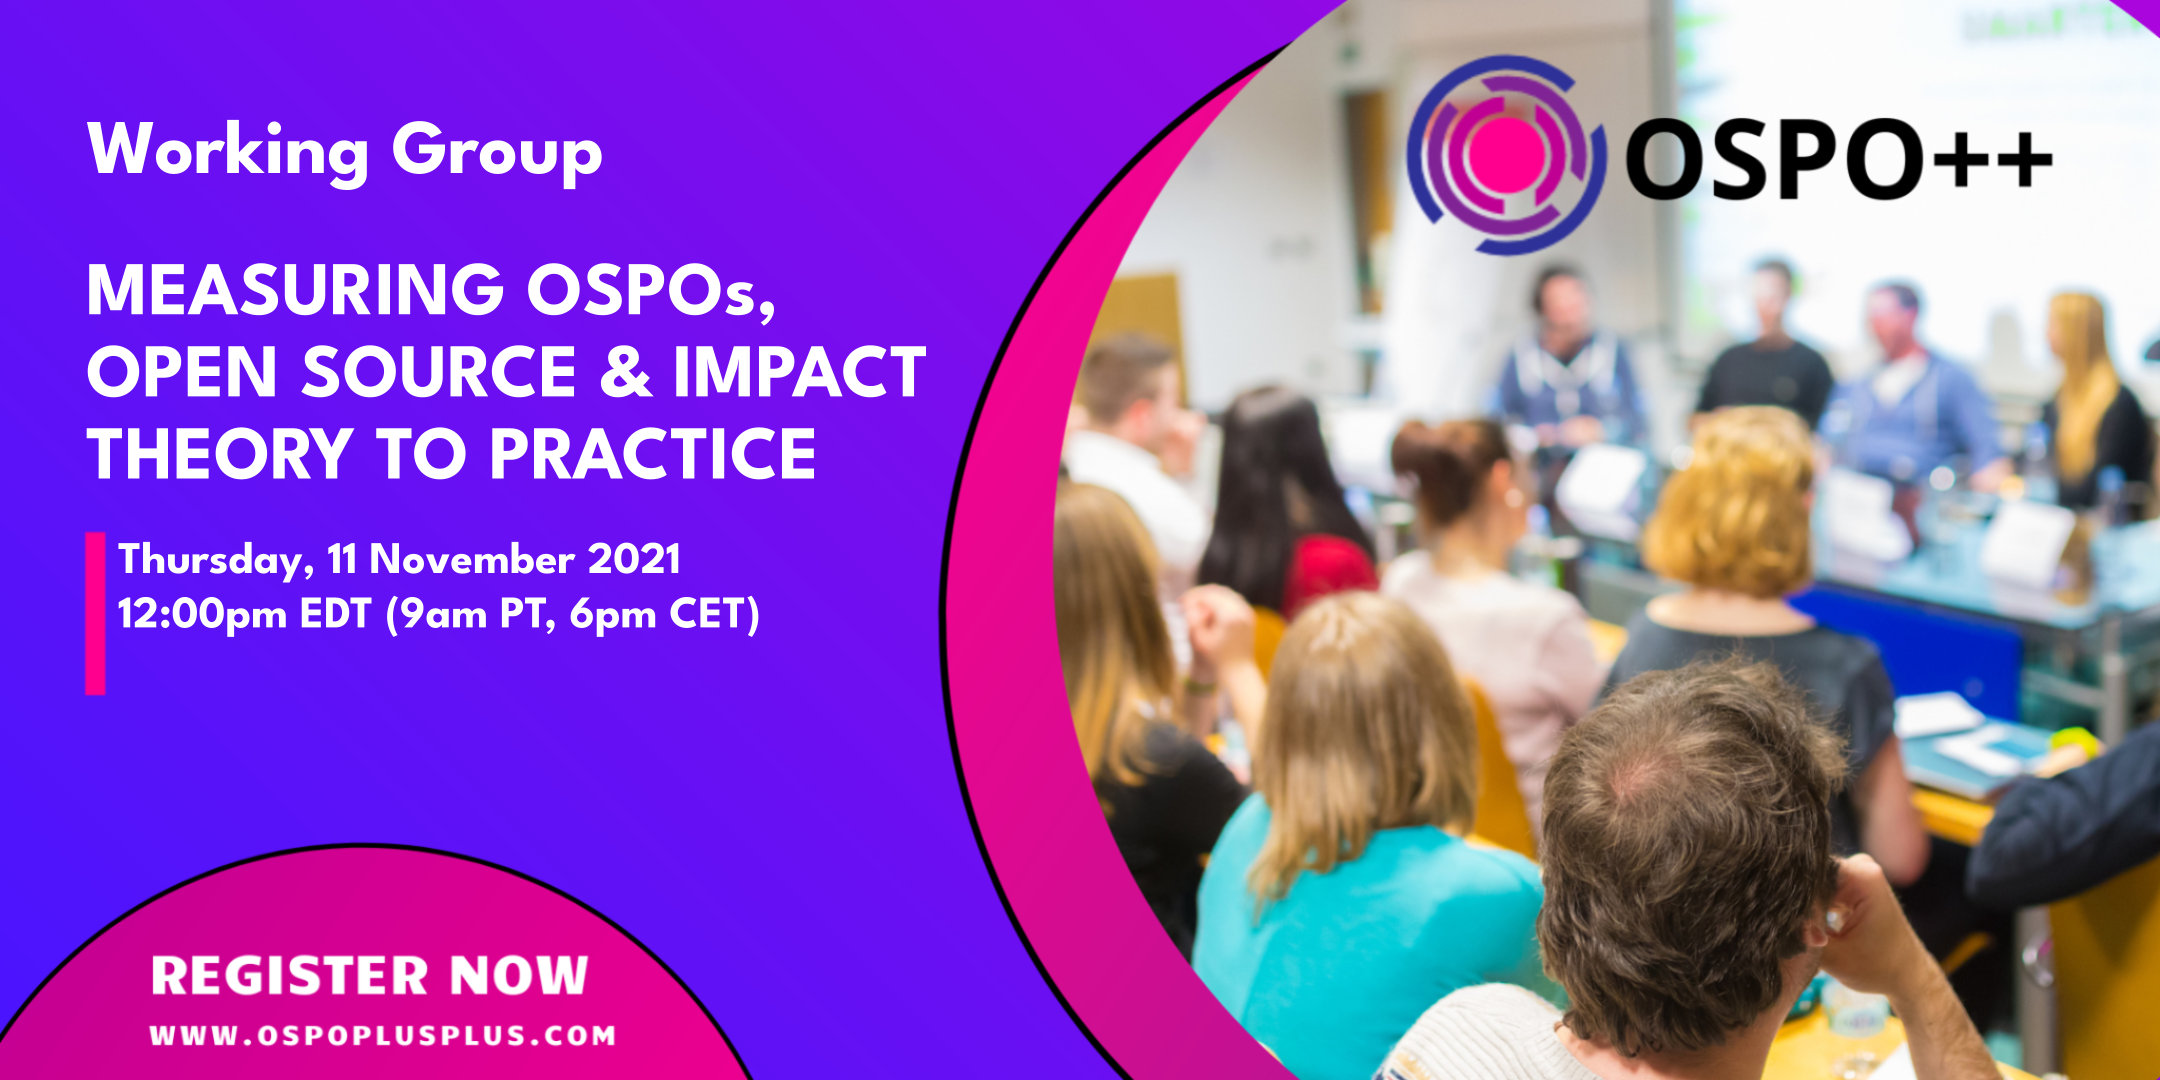 Working Group
MEASURING OSPOs,
OPEN SOURCE & IMPACT
THEORY TO PRACTICE
Thursday, 11 November 2021
12:00pm EDT (9am PT, 6pm CET)
REGISTER NOW
WWW.OSPOPLUSPLUS.COM
OSPO++